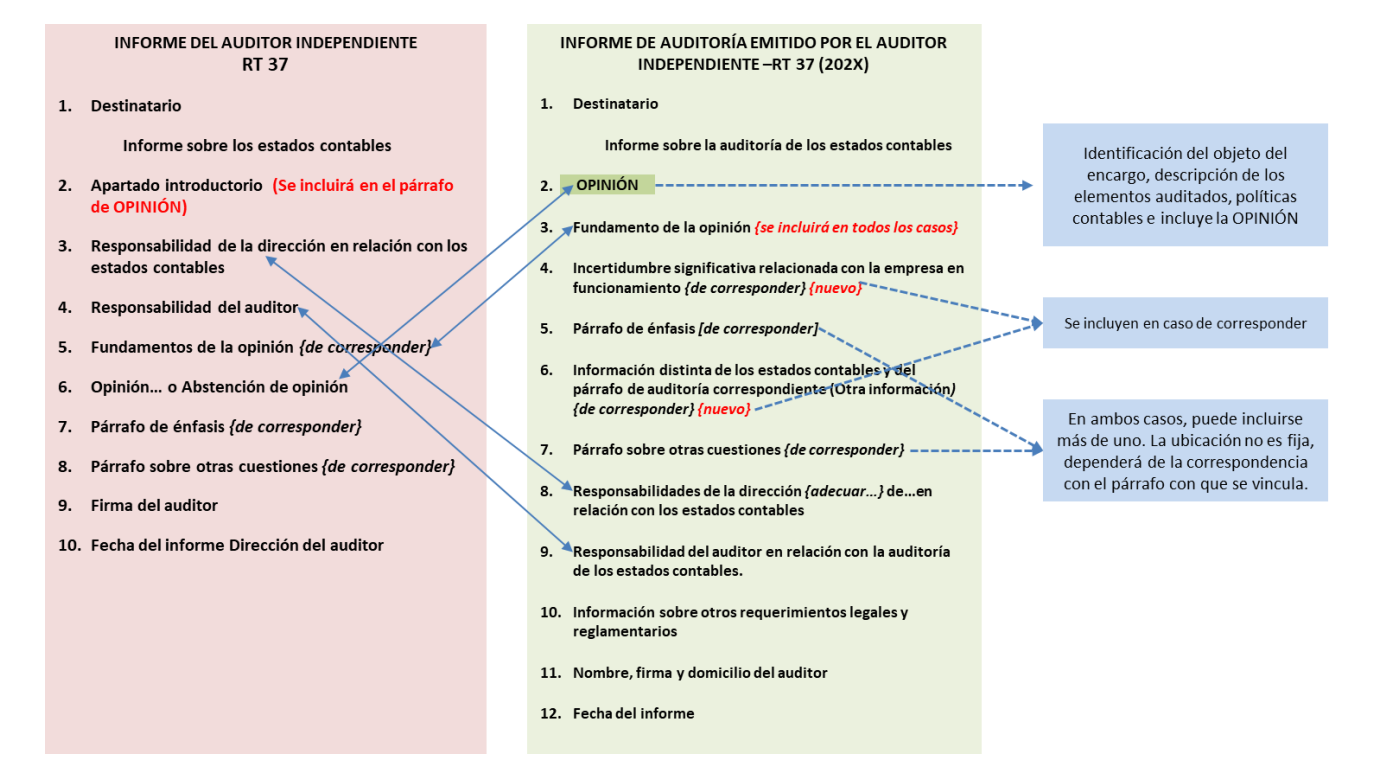 INFORME DEL AUDITOR INDEPENDIENTE
RT 37
1. Destinatario
Informe sobre los estados contables
2. Apartado introductorio (Se incluirá en el párrafo
de OPINIÓN)
3. Responsabilidad de la dirección en relación con los
estados contables
4. Responsabilidad del auditor
5. Fundamentos de la opinión {de corresponder}
6. Opinión… o Abstención de opinión
7. Párrafo de énfasis {de corresponder}
8. Párrafo sobre otras cuestiones {de corresponder}
9. Firma del auditor
10. Fecha del informe Dirección del auditor
INFORME DE AUDITORÍA EMITIDO POR EL AUDITOR
INDEPENDIENTE –RT 37 (202X)
1. Destinatario
Informe sobre la auditoría de los estados contables
2. OPINIÓN
3. Fundamento de la opinión {se incluirá en todos los casos}
4. Incertidumbre significativa relacionada con la empresa en
funcionamiento {de corresponder} {nuevo}
5. Párrafo de énfasis [de corresponder]
6. Información distinta de los estados contables y del
párrafo de auditoría correspondiente (Otra información)
{de corresponder} {nuevo}
7. Párrafo sobre otras cuestiones {de corresponder}
8. Responsabilidades de la dirección {adecuar…} de…en
relación con los estados contables
9. Responsabilidad del auditor en relación con la auditoría
de los estados contables.
10. Información sobre otros requerimientos legales y
reglamentarios
11. Nombre, firma y domicilio del auditor
12. Fecha del informe
Identificación del objeto del
encargo, descripción de los
elementos auditados, políticas
contables e incluye la OPINIÓN
Se incluyen en caso de corresponder
En ambos casos, puede incluirse
más de uno. La ubicación no es fija,
dependerá de la correspondencia
con el párrafo con que se vincula.